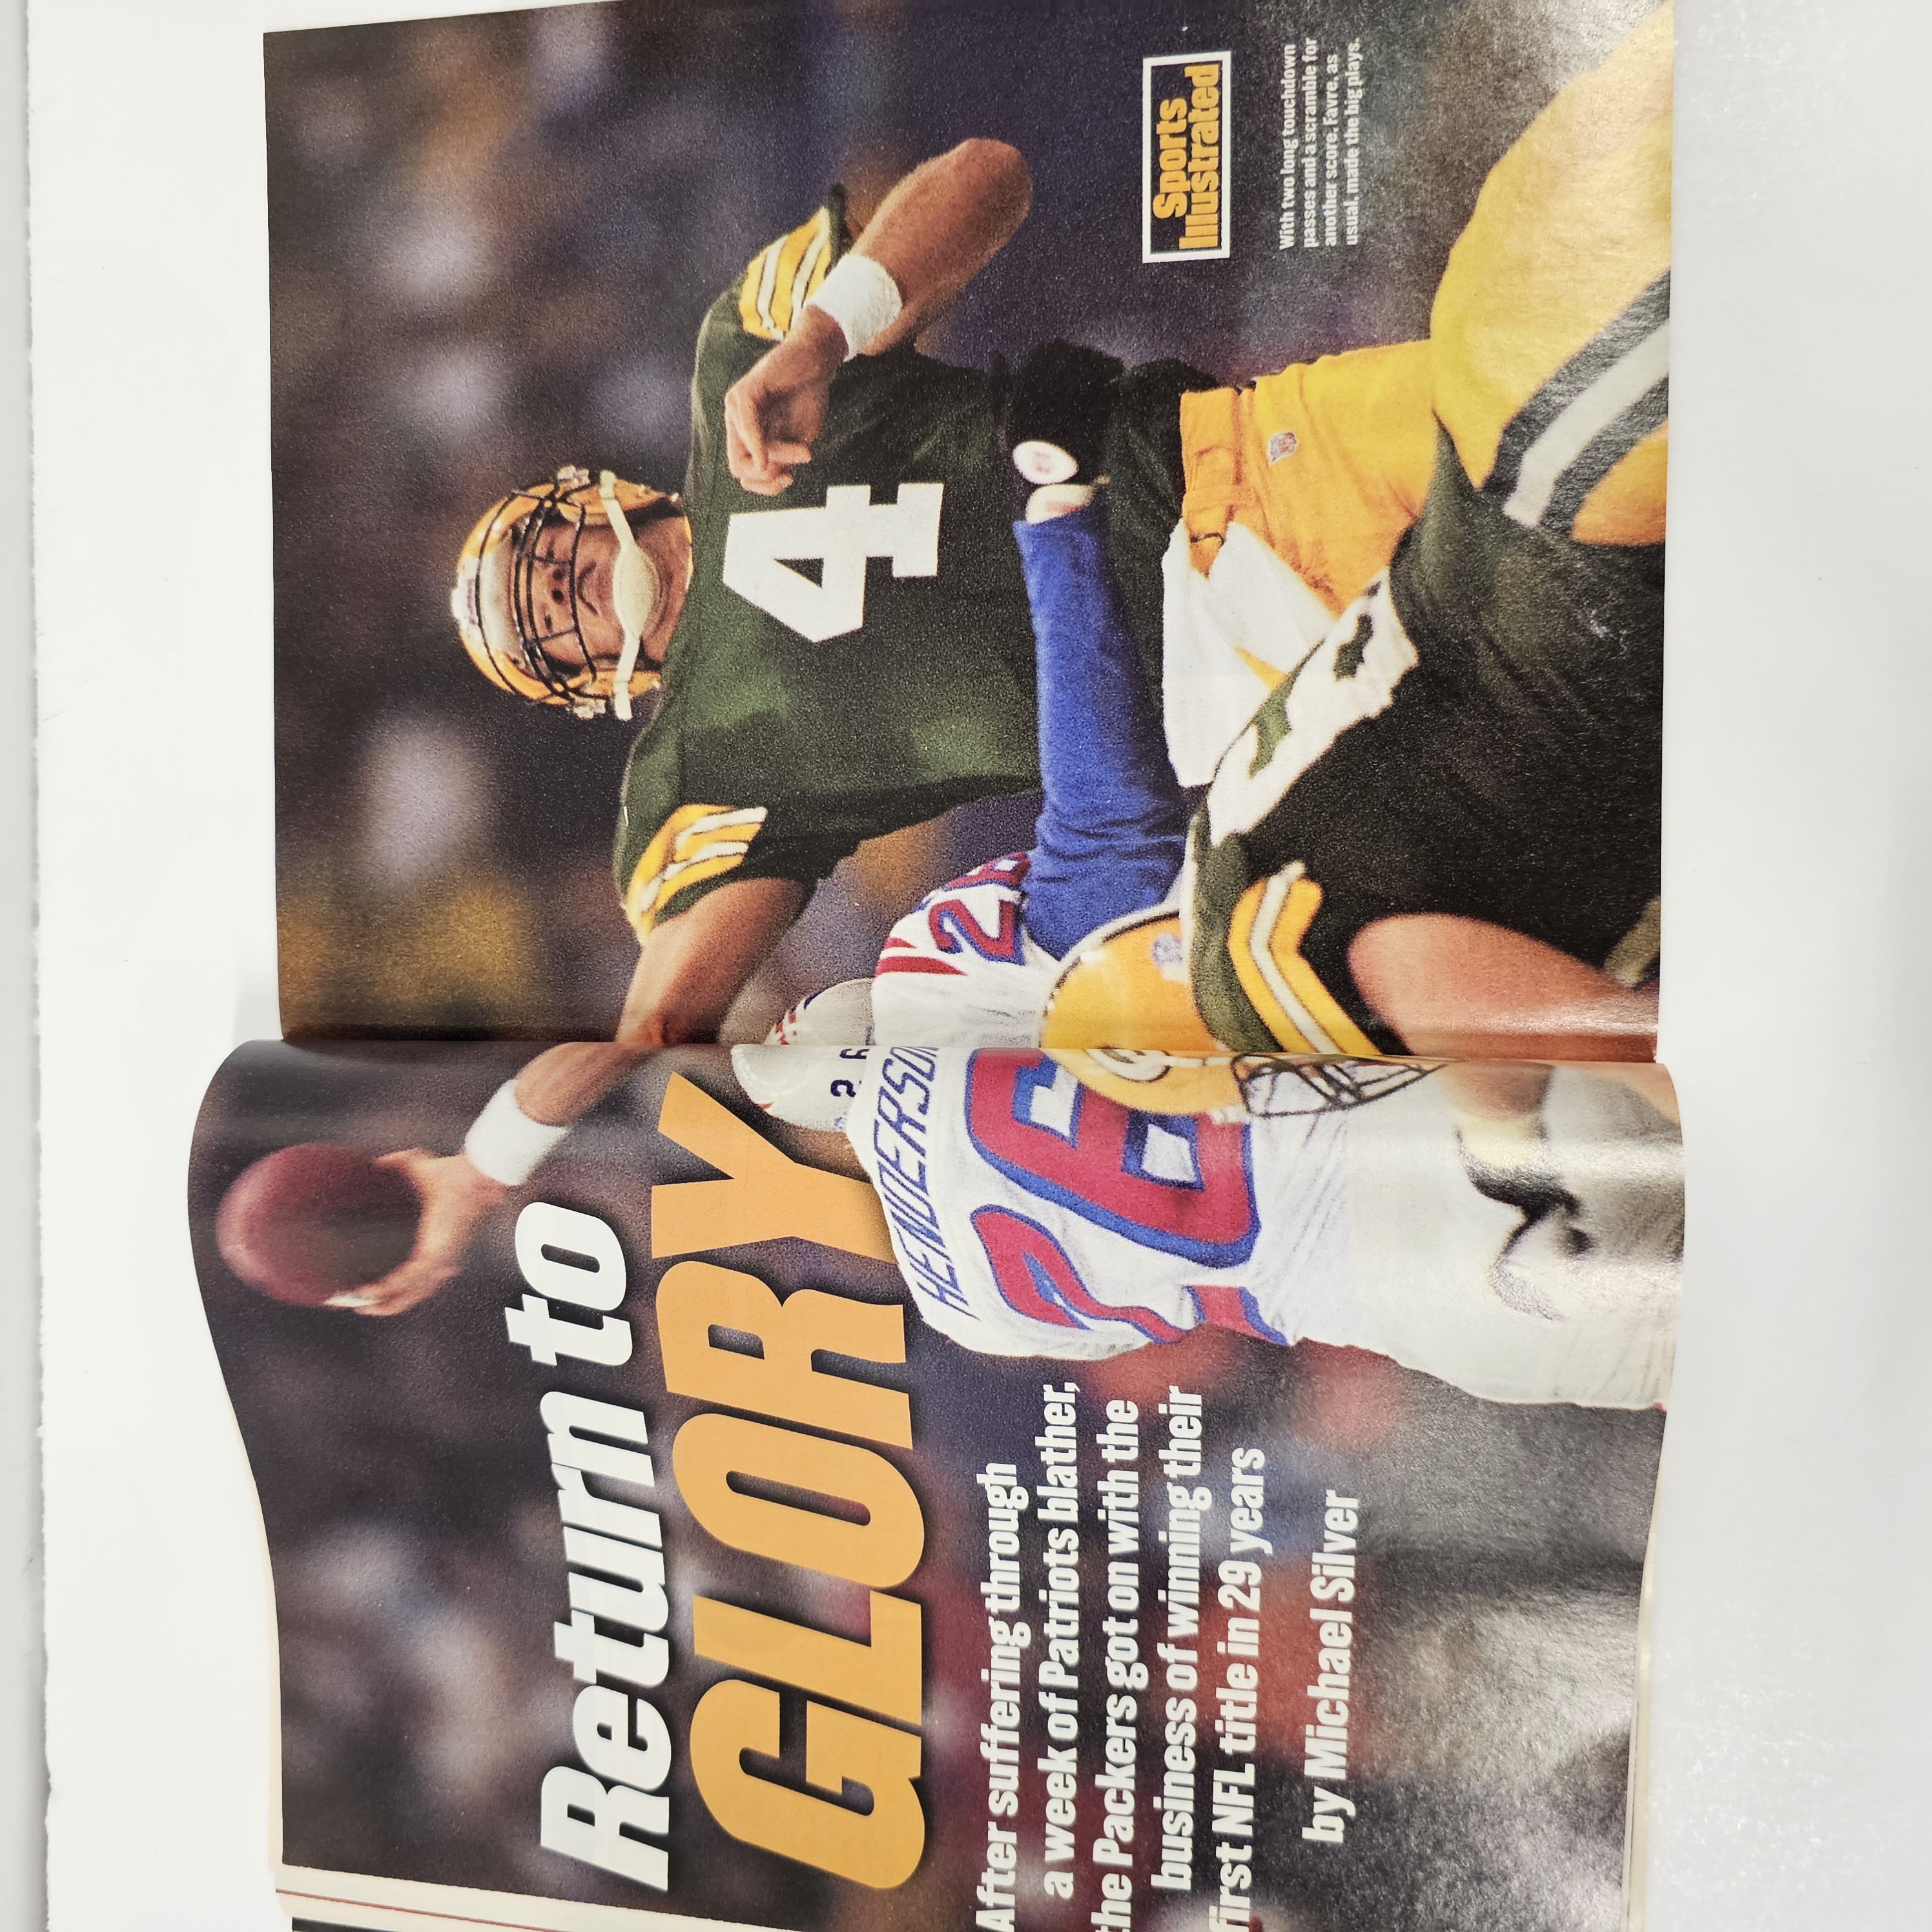 Return to
GLORY
After suffering through
a week of Patriots blather,
the Packers got on with the
business of winning their
first NFL title in 29 years
by Michael Silver
2 6
HENDERSON
26
26
4
Sports
Illustrated
With two long touchdown
passes and a scramble for
another score, Favre, as
usual, made the big plays.